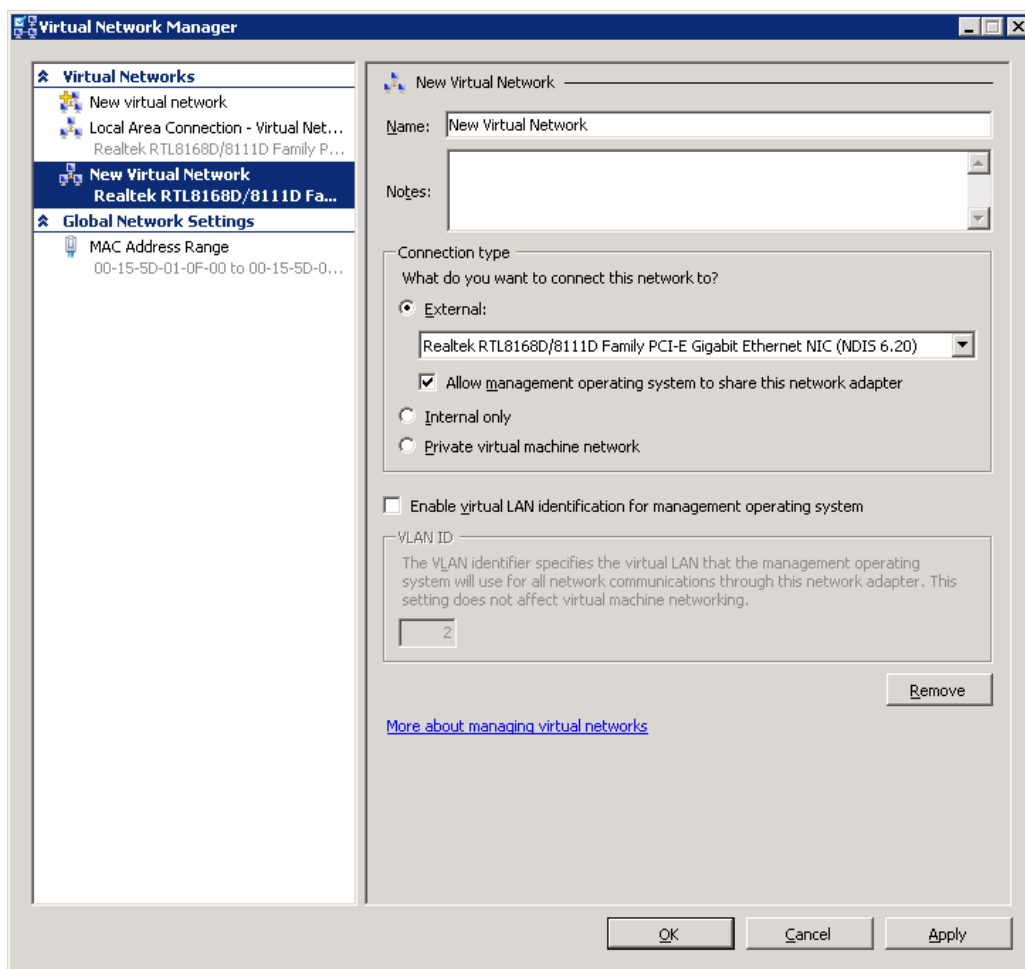 Virtual Network Manager
Virtual Networks
New virtual network
Local Area Connection - Virtual Net...
Realtek RTL8168D/8111D Family P...
New Virtual Network
Realtek RTL8168D/8111D Fa...
Global Network Settings
MAC Address Range
00-15-5D-01-0F-00 to 00-15-5D-0...
New Virtual Network
Name: New Virtual Network
Notes:
Connection type
What do you want to connect this network to?
External:
Realtek RTL8168D/8111D Family PCI-E Gigabit Ethernet NIC (NDIS 6.20)
Allow management operating system to share this network adapter
Internal only
Private virtual machine network
Enable virtual LAN identification for management operating system
VLAN ID
The VLAN identifier specifies the virtual LAN that the management operating
system will use for all network communications through this network adapter. This
setting does not affect virtual machine networking.
2
Remove
More about managing virtual networks
OK Cancel Apply